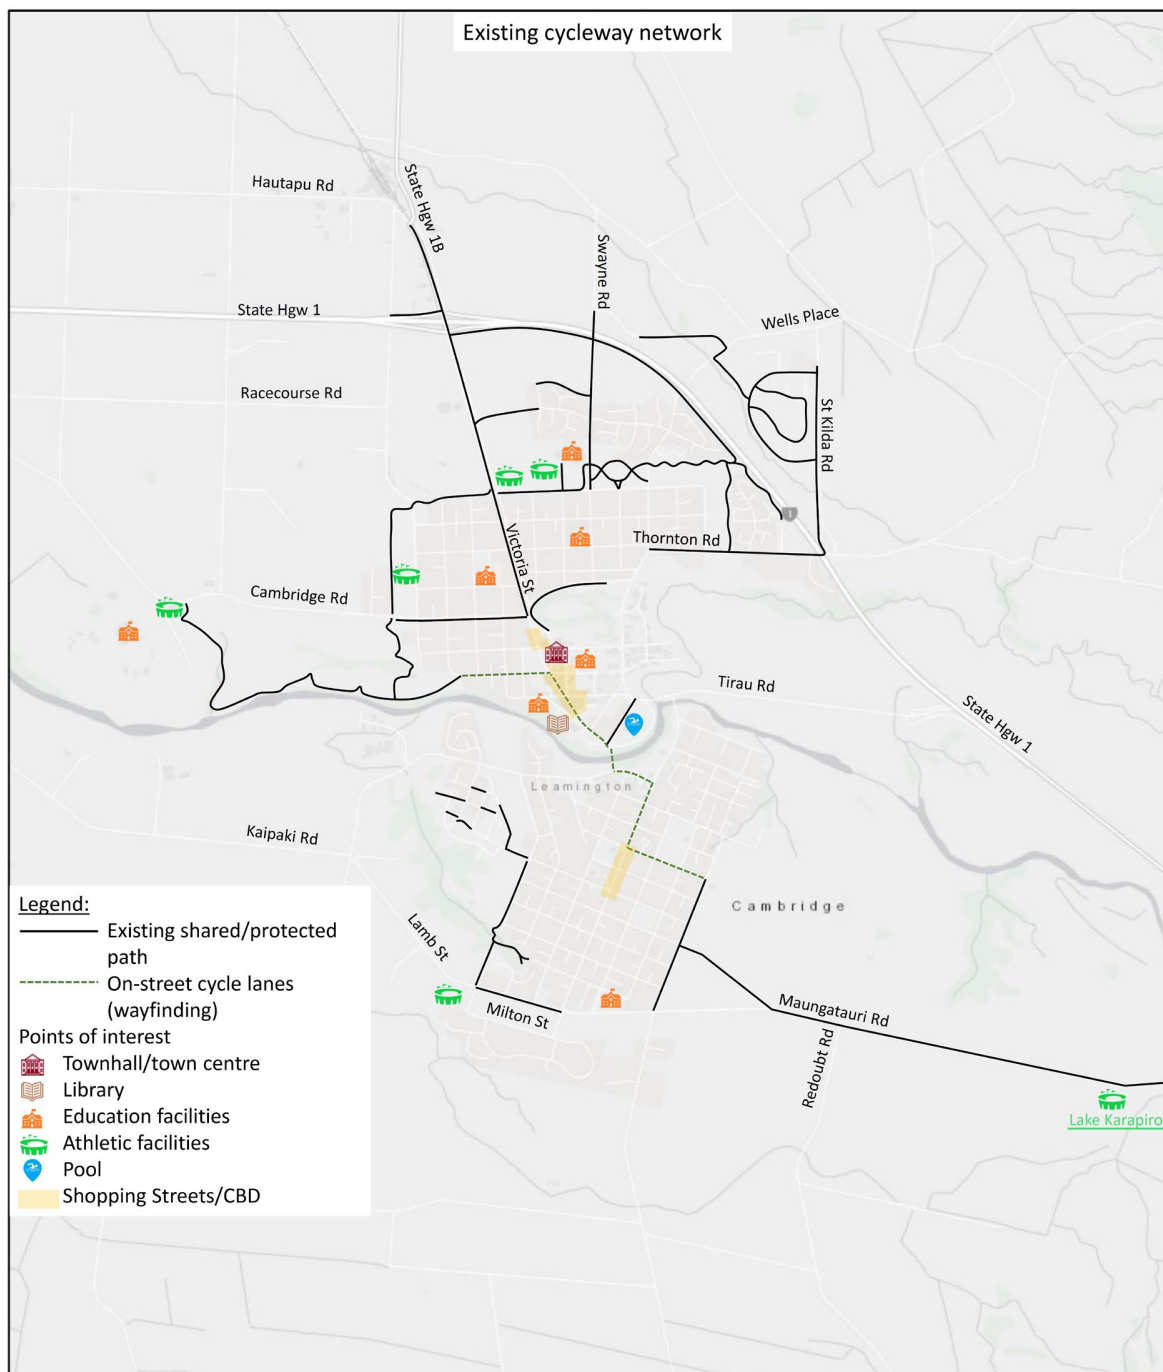 Existing cycleway network
Hautapu Rd
State Hgw 1B
Swayne Rd
State Hgw 1
Wells Place
Racecourse Rd
St Kilda Rd
1
Victoria St
Thornton Rd
Cambridge Rd
Tirau Rd
State Hgw 1
Leamington
Kaipaki Rd
Cambridge
Lamb St
Milton St
Maungatauri Rd
Redoubt Rd
Lake Karapiro
Legend:
Existing shared/protected
path
On-street cycle lanes
(wayfinding)
Points of interest
Townhall/town centre
Library
Education facilities
Athletic facilities
Pool
Shopping Streets/CBD